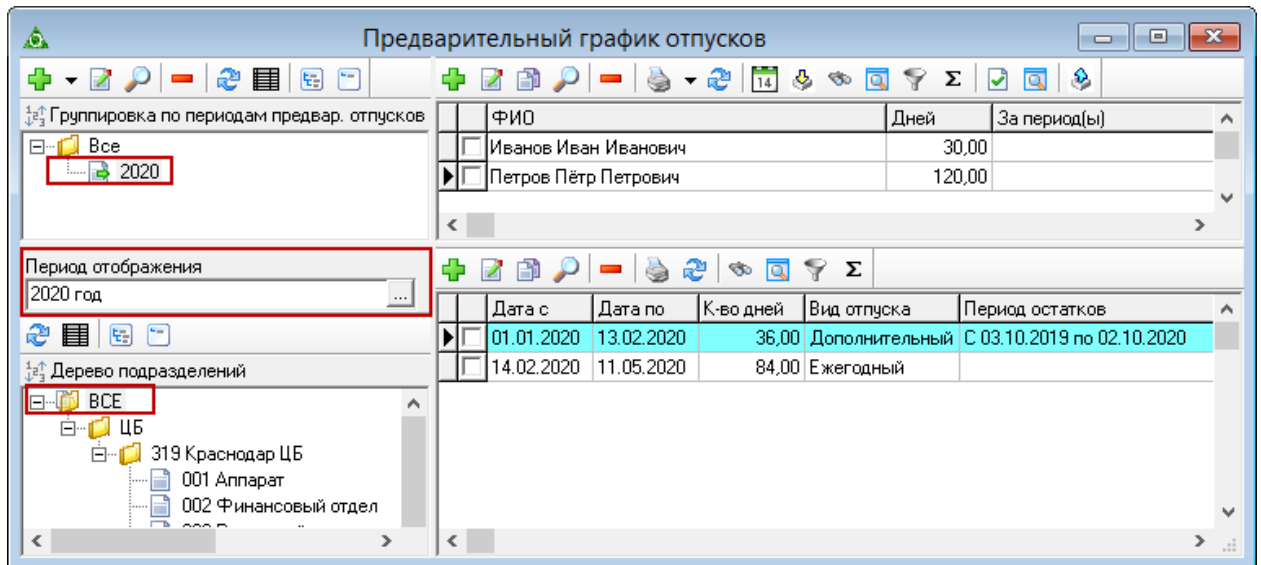 Предварительный график отпусков
14
Σ
Группировка по периодам предвар. отпусков
Все
2020
ФИО Дней За период(ы)
Иванов Иван Иванович 30,00
Петров Пётр Петрович 120,00
Период отображения
2020 год
...
Дерево подразделений
ВСЕ
ЦБ
319 Краснодар ЦБ
001 Аппарат
002 Финансовый отдел
Σ
Дата с Дата по К-во дней Вид отпуска Период остатков
01.01.2020 13.02.2020 36,00 Дополнительный С 03.10.2019 по 02.10.2020
14.02.2020 11.05.2020 84,00 Ежегодный